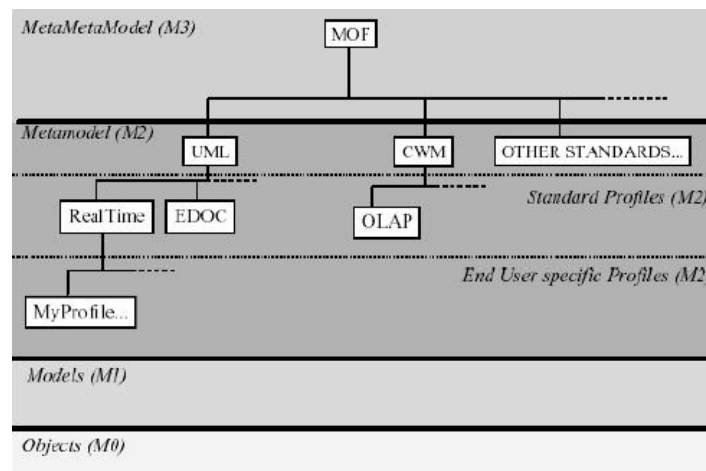 MetaMetaModel (M3)
MOF
Metamodel (M2)
UML
CWM
OTHER STANDARDS...
Standard Profiles (M2)
RealTime
EDOC
OLAP
End User specific Profiles (M2
MyProfile...
Models (M1)
Objects (M0)